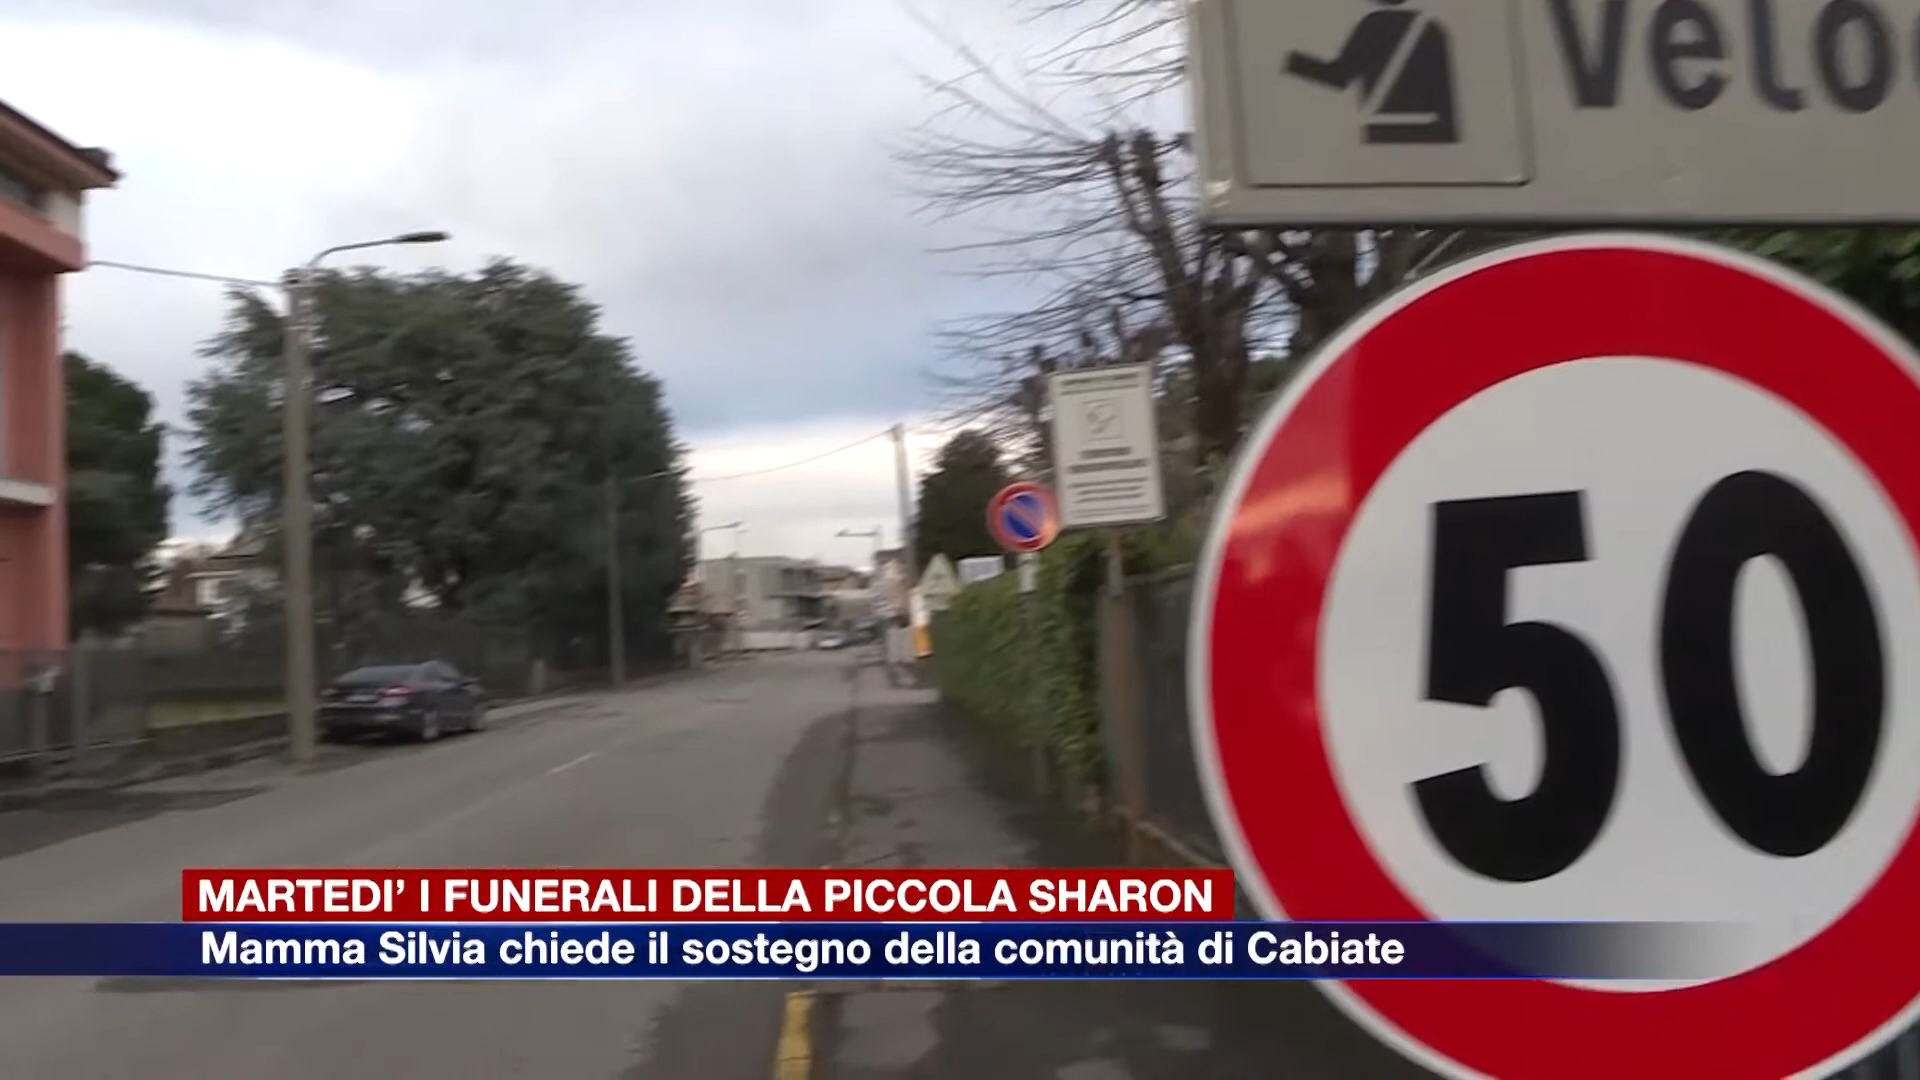 Velo
50
MARTEDI’ I FUNERALI DELLA PICCOLA SHARON
Mamma Silvia chiede il sostegno della comunità di Cabiate